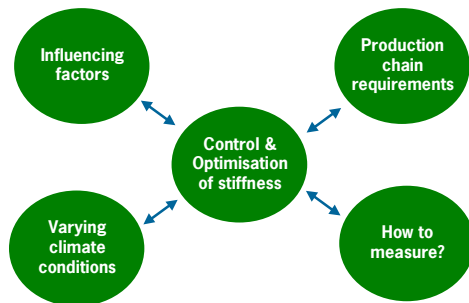 Influencing
factors
Production
chain
requirements
Control &
Optimisation
of stiffness
Varying
climate
conditions
How to
measure?